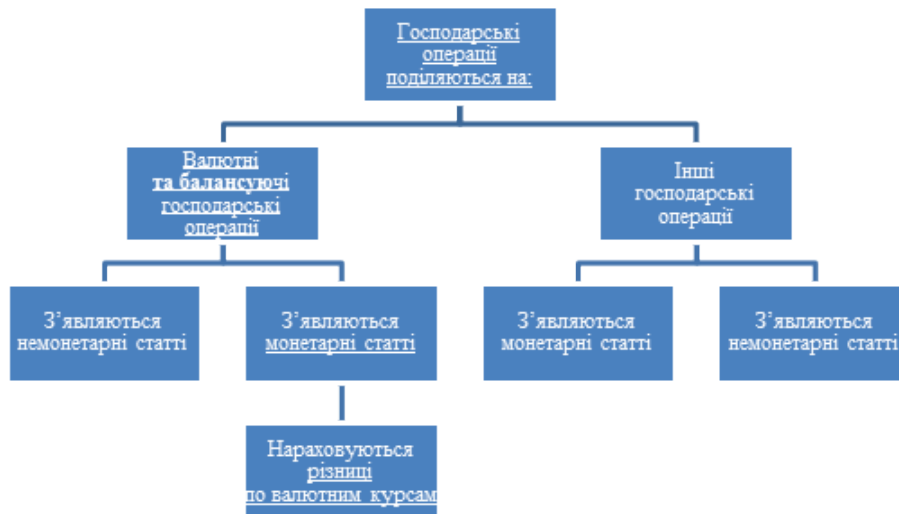 Господарські
операції
поділяються на:
Валютні
та балансуючі
господарські
операції
Інші
господарські
операції
З’являються
немонетарні статті
З’являються
монетарні статті
З’являються
монетарні статті
З’являються
немонетарні статті
Нараховуються
різниці
по валютним курсам